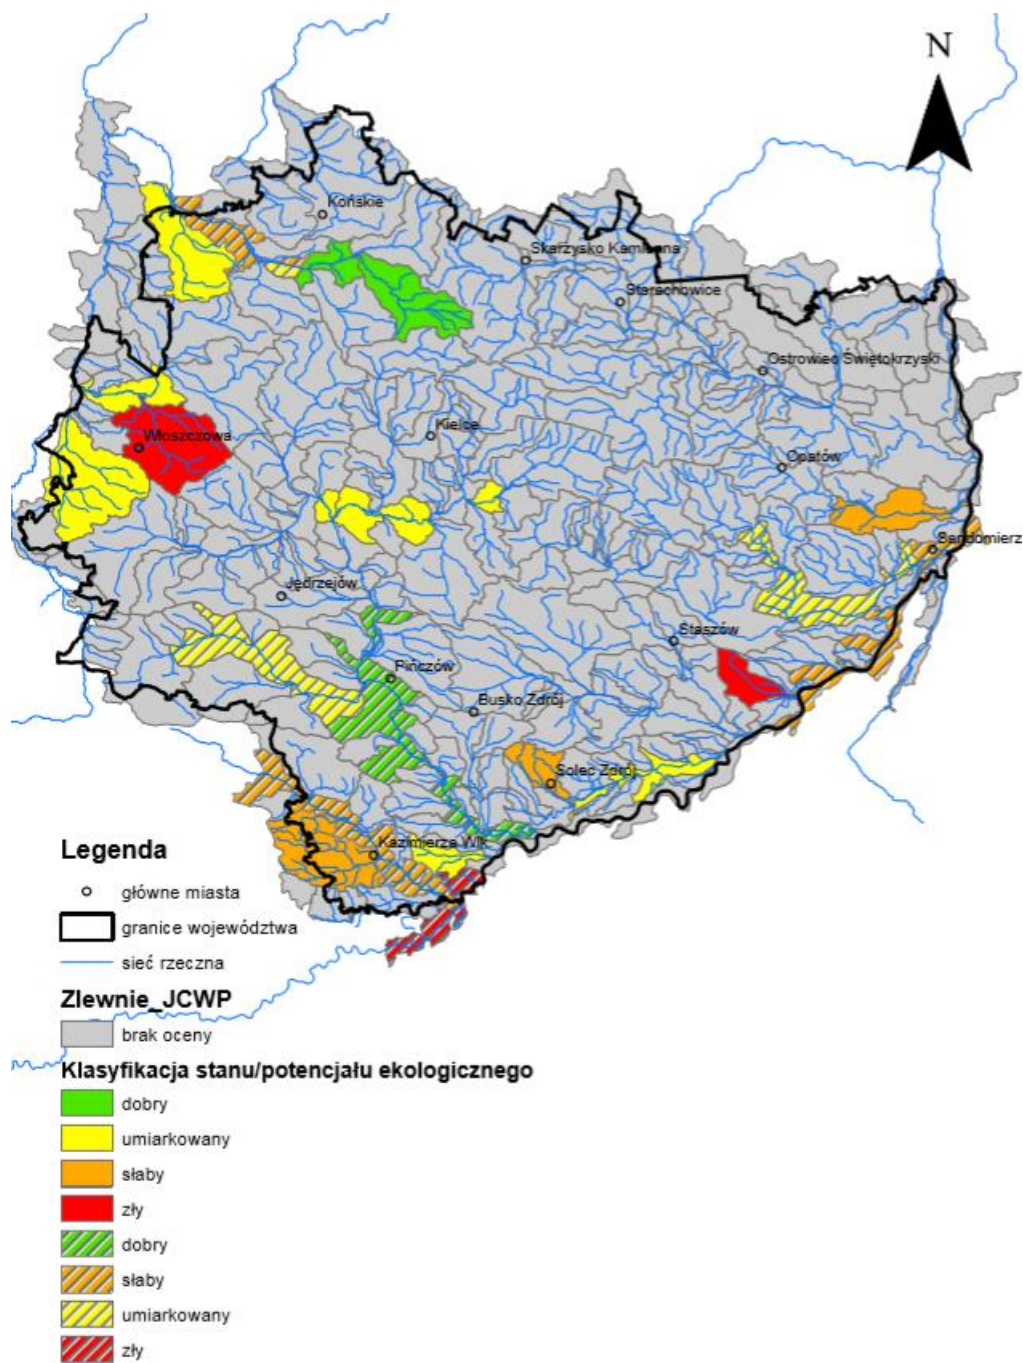 N
Końskie
Skarżysko Kamienna
Starachowice
Ostrowiec Świętokrzyski
Włoszczowa
Kielce
Opatów
Sandomierz
Jędrzejów
Staszów
Pińczów
Busko Zdrój
Solec Zdrój
Kazimierza Wlk.
Legenda
główne miasta
granice województwa
sieć rzeczna
Zlewnie_JCWP
brak oceny
Klasyfikacja stanu/potencjału ekologicznego
dobry
umiarkowany
słaby
zły
dobry
słaby
umiarkowany
zły